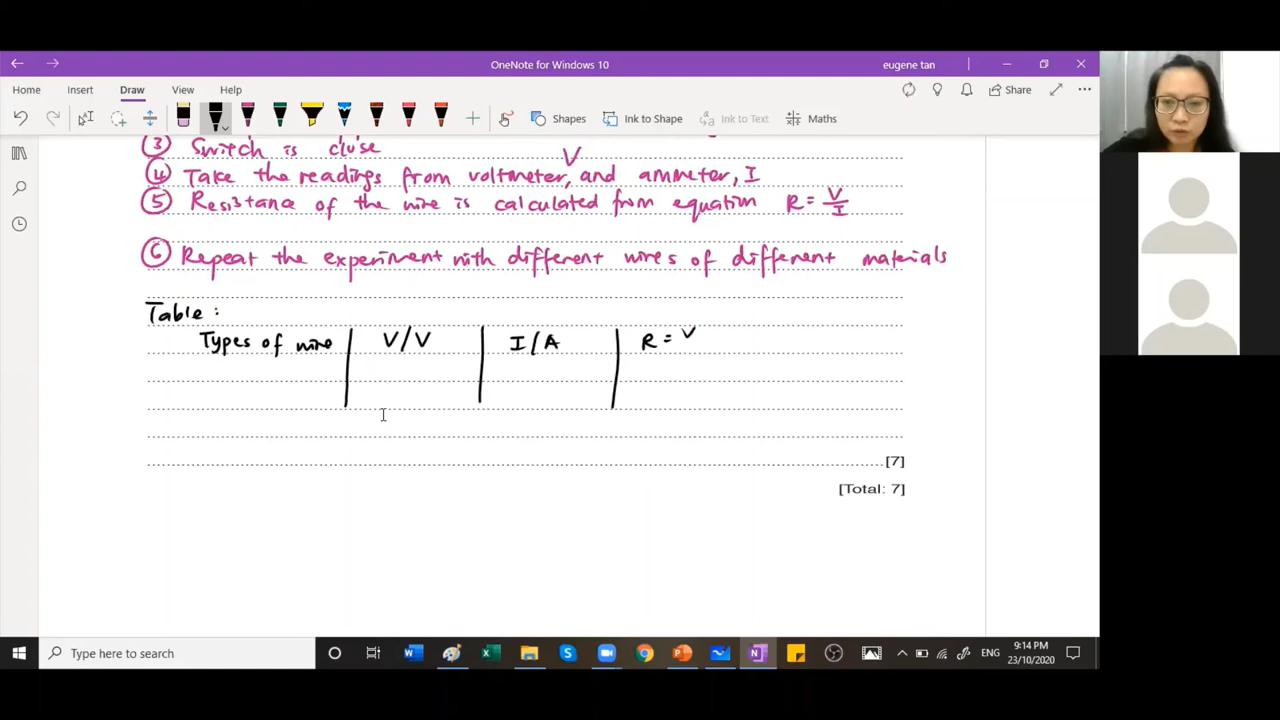 OneNote for Windows 10
eugene tan
Home Insert Draw View Help
Share
Shapes
Ink to Shape
Ink to Text
Maths
③ Switch is close
V
④ Take the readings from voltmeter, and ammeter, I
⑤ Resistance of the wire is calculated from equation R = V/I
⑥ Repeat the experiment with different wires of different materials
Table :
Types of wire V/V I/A R = V
[7]
[Total: 7]
Type here to search
ENG
9:14 PM
23/10/2020